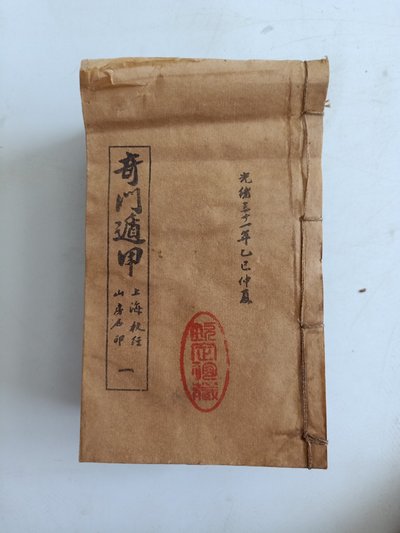 光緒三十一年乙巳仲夏
奇門遁甲
上海校經
山房石印
一